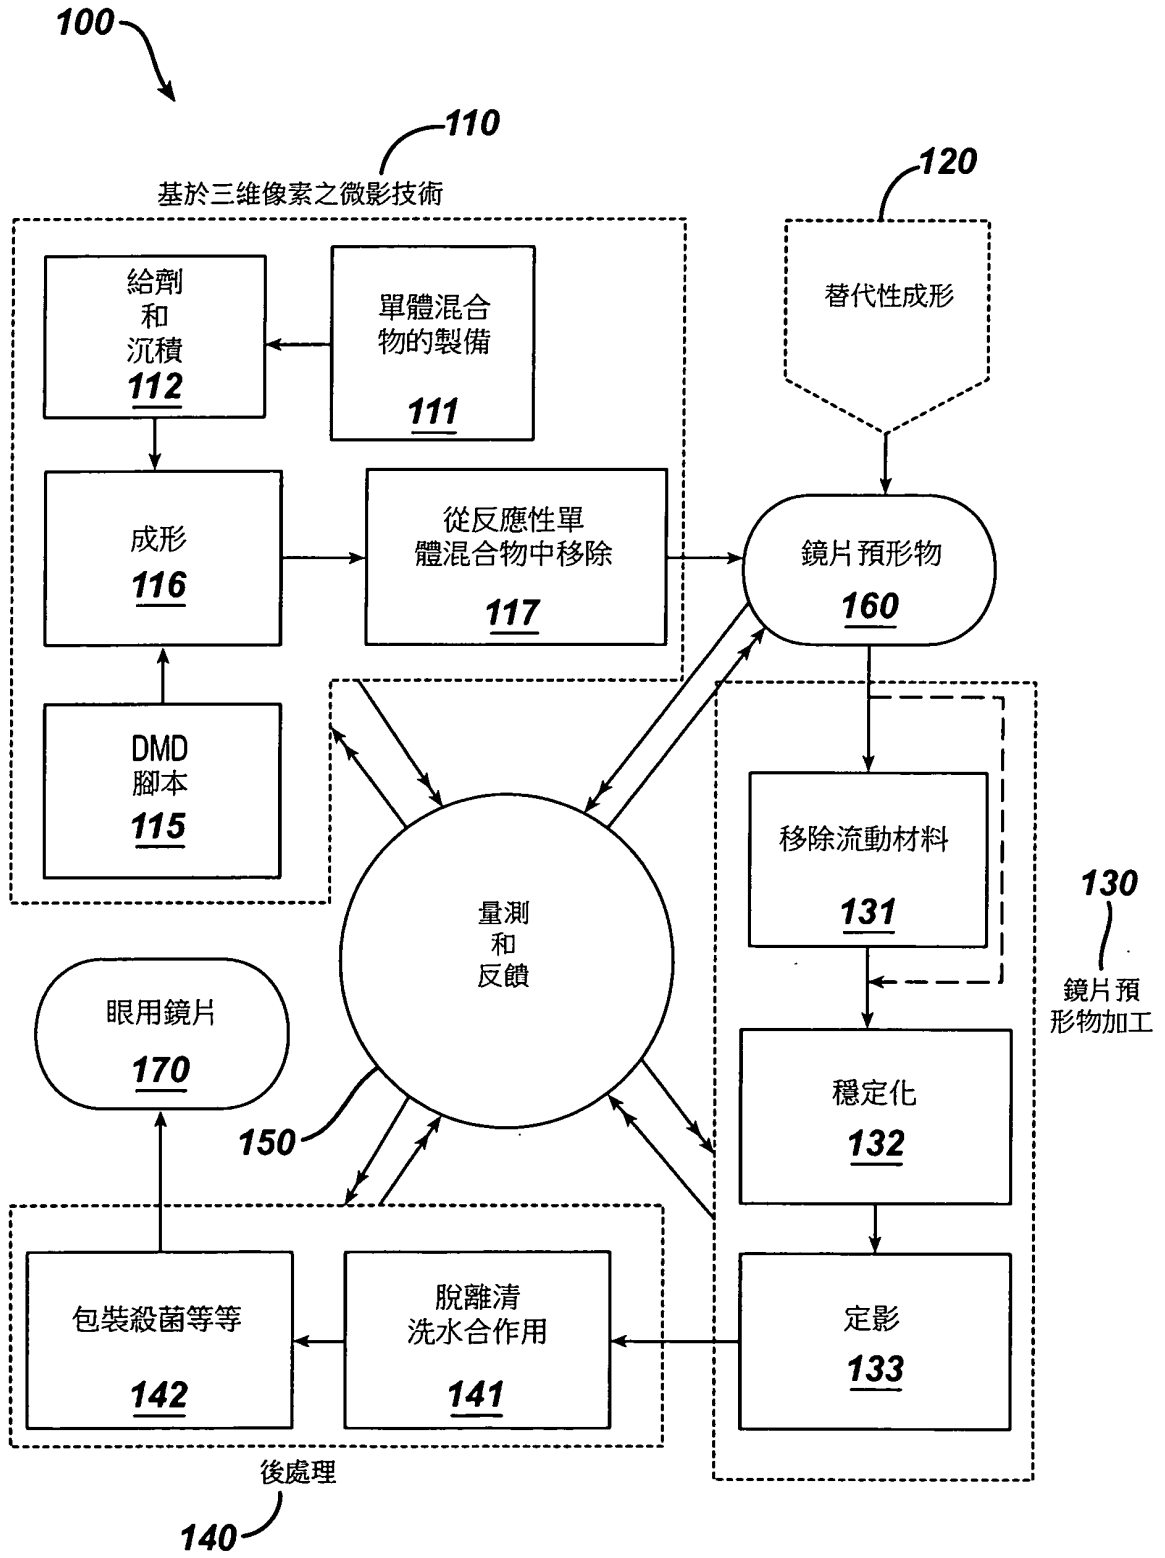 100
110
基於三維像素之微影技術
給劑
和
沉積
112
單體混合
物的製備
111
120
替代性成形
成形
116
從反應性單
體混合物中移除
117
鏡片預形物
160
DMD
腳本
115
移除流動材料
131
130
鏡片預
形物加工
量測
和
反饋
150
眼用鏡片
170
穩定化
132
包裝殺菌等等
142
脫離清
洗水合作用
141
定影
133
後處理
140